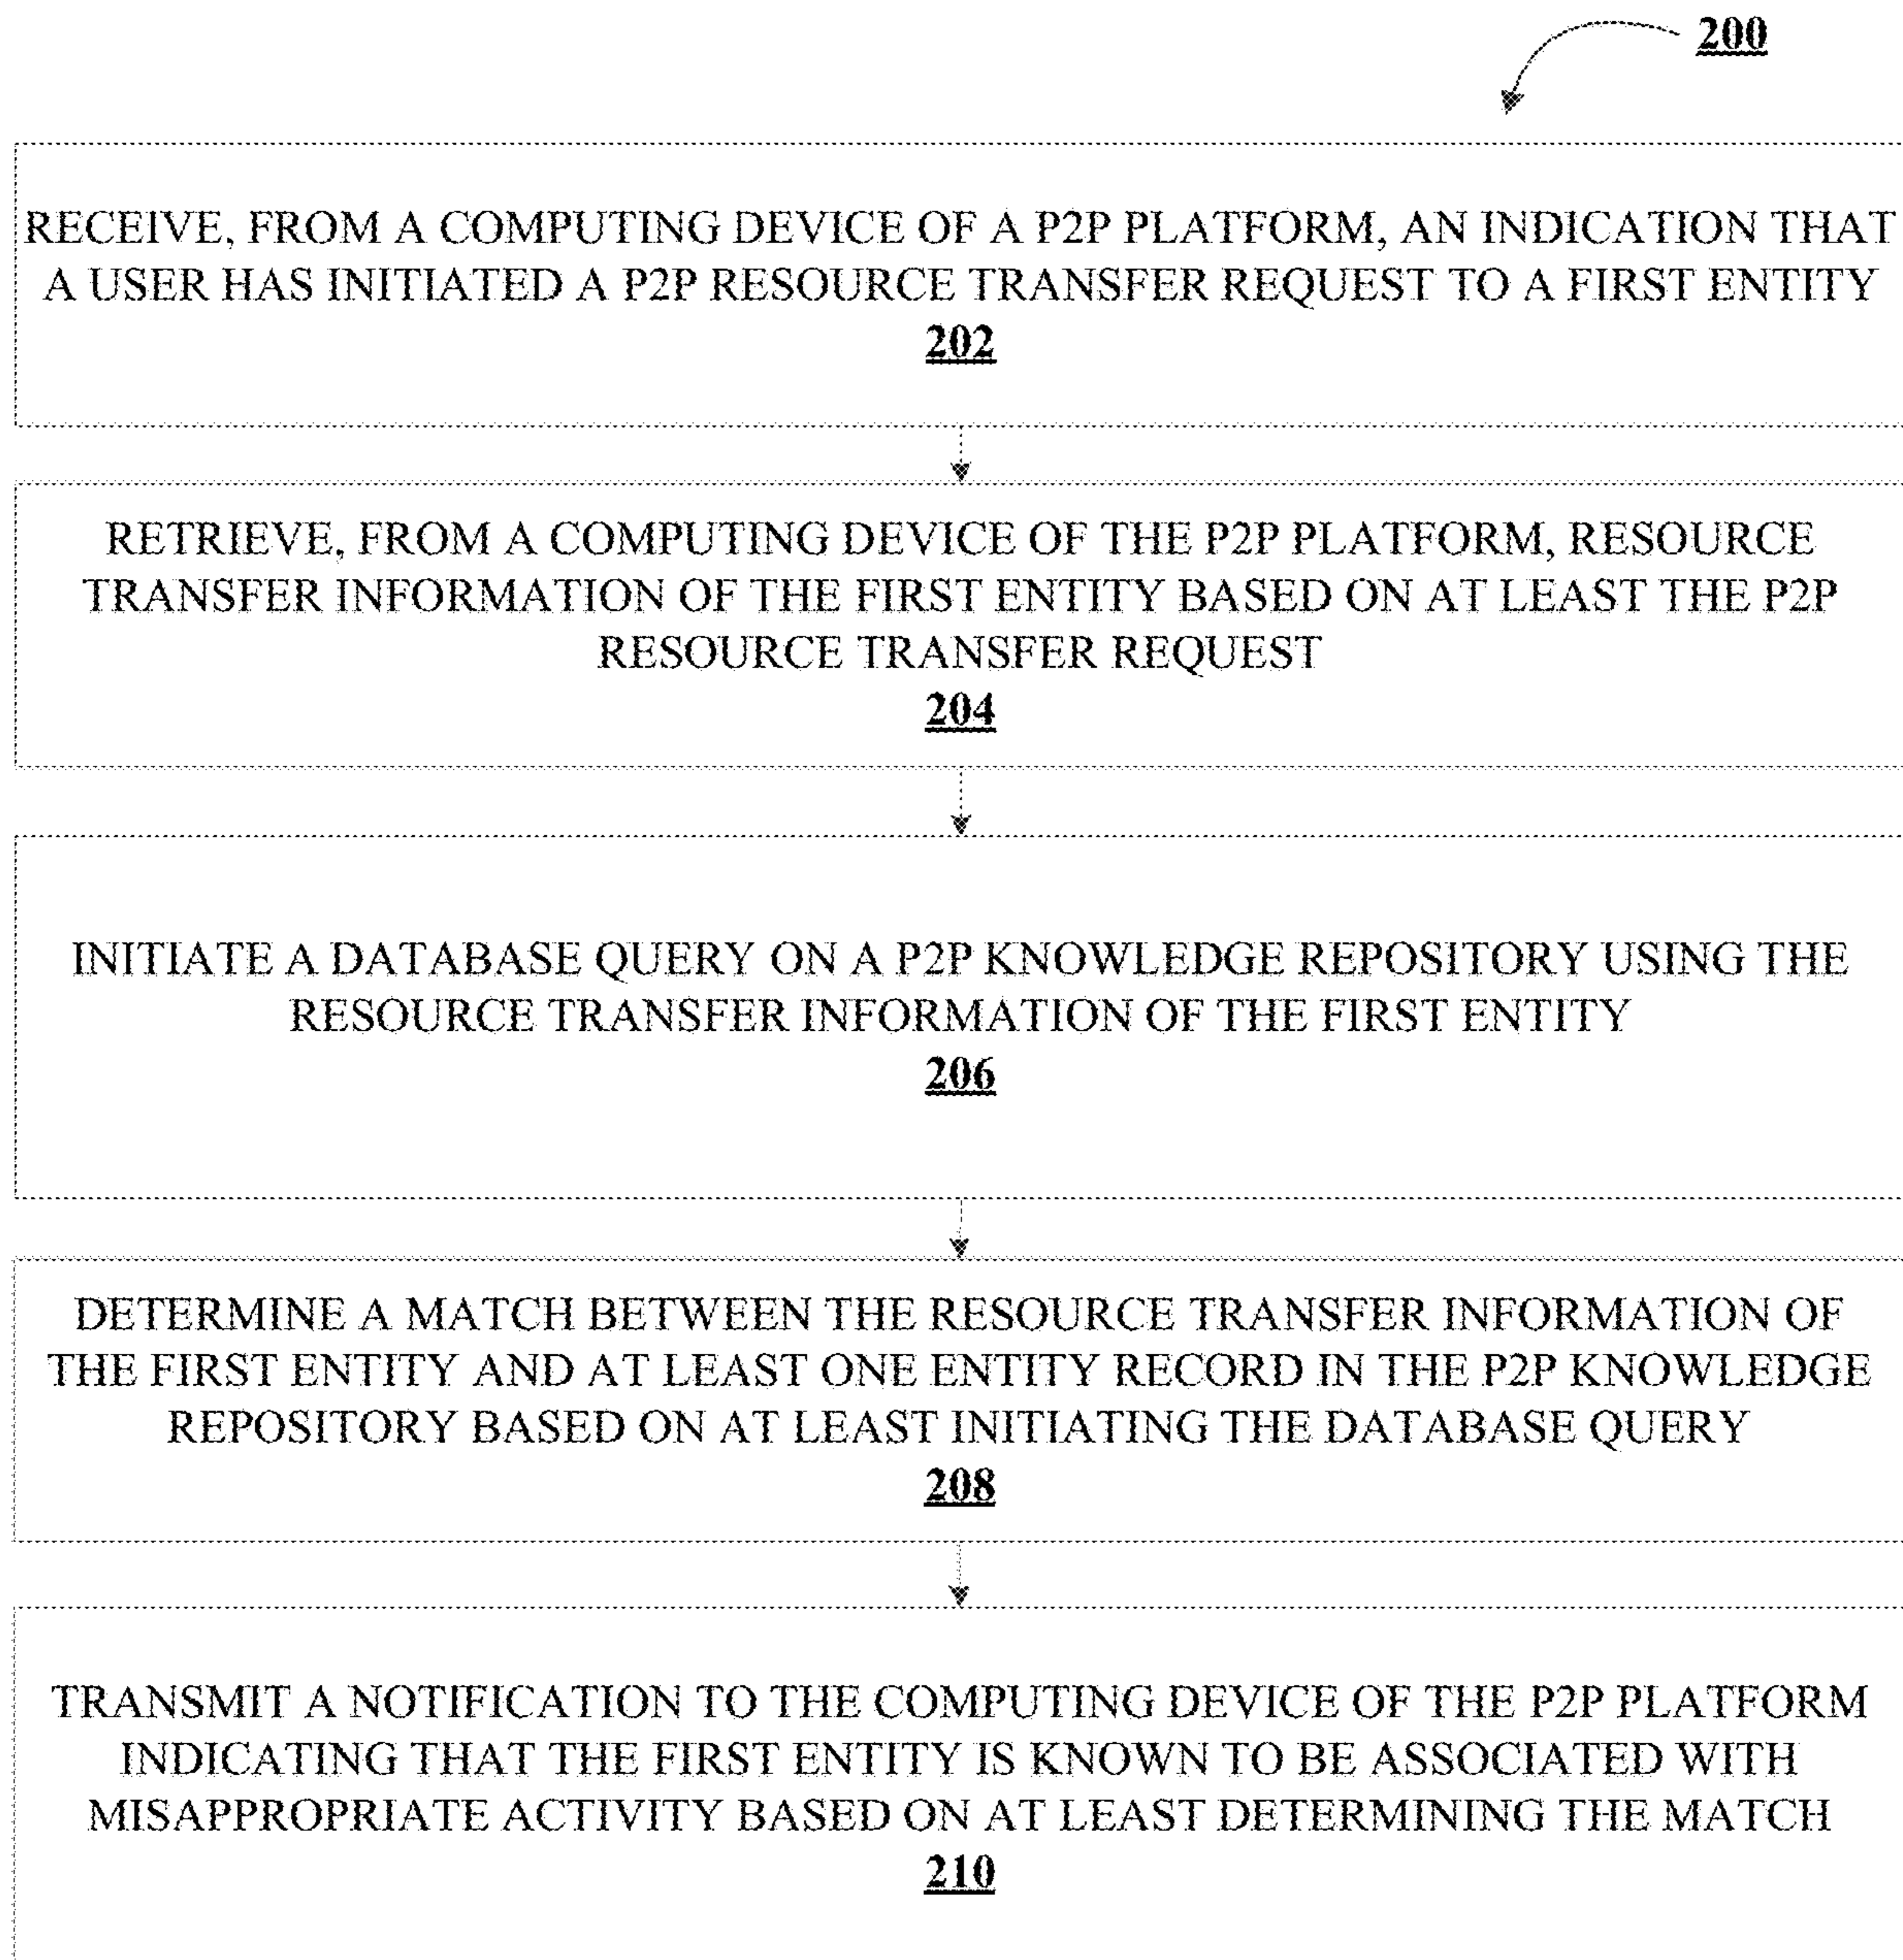 200
RECEIVE, FROM A COMPUTING DEVICE OF A P2P PLATFORM, AN INDICATION THAT
A USER HAS INITIATED A P2P RESOURCE TRANSFER REQUEST TO A FIRST ENTITY
202
RETRIEVE, FROM A COMPUTING DEVICE OF THE P2P PLATFORM, RESOURCE
TRANSFER INFORMATION OF THE FIRST ENTITY BASED ON AT LEAST THE P2P
RESOURCE TRANSFER REQUEST
204
INITIATE A DATABASE QUERY ON A P2P KNOWLEDGE REPOSITORY USING THE
RESOURCE TRANSFER INFORMATION OF THE FIRST ENTITY
206
DETERMINE A MATCH BETWEEN THE RESOURCE TRANSFER INFORMATION OF
THE FIRST ENTITY AND AT LEAST ONE ENTITY RECORD IN THE P2P KNOWLEDGE
REPOSITORY BASED ON AT LEAST INITIATING THE DATABASE QUERY
208
TRANSMIT A NOTIFICATION TO THE COMPUTING DEVICE OF THE P2P PLATFORM
INDICATING THAT THE FIRST ENTITY IS KNOWN TO BE ASSOCIATED WITH
MISAPPROPRIATE ACTIVITY BASED ON AT LEAST DETERMINING THE MATCH
210